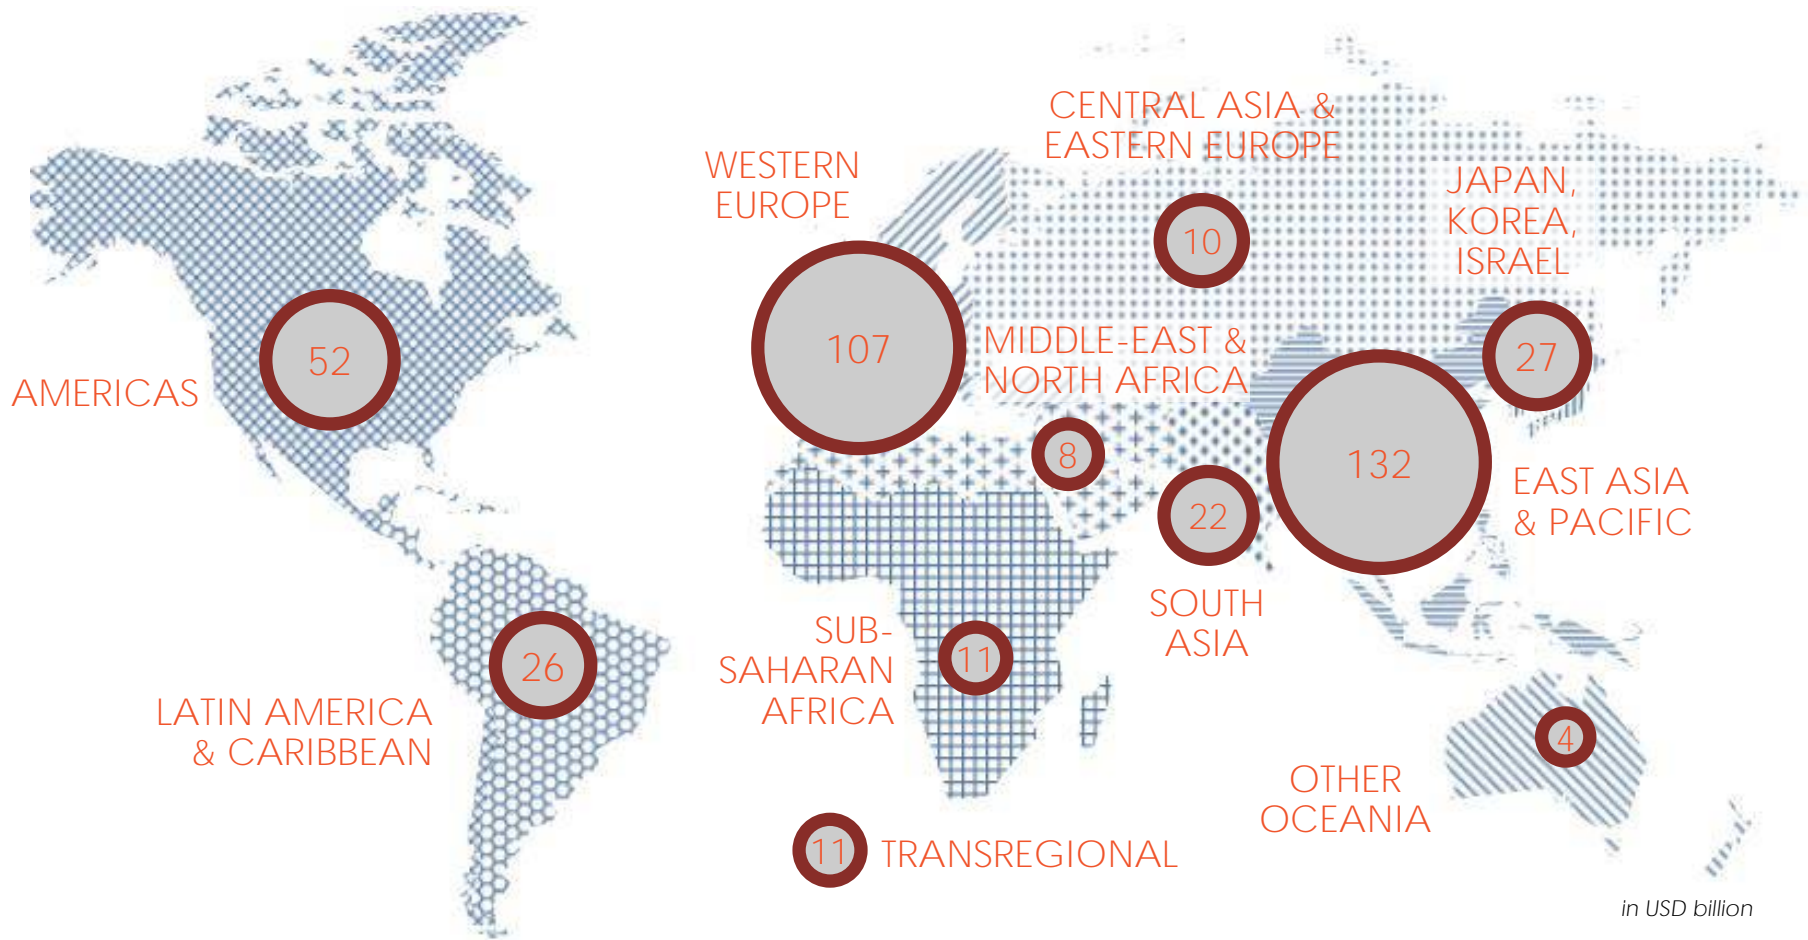 CENTRAL ASIA &
EASTERN EUROPE
WESTERN
EUROPE
JAPAN,
KOREA,
ISRAEL
10
107
MIDDLE-EAST &
NORTH AFRICA
27
52
AMERICAS
8
132
EAST ASIA
& PACIFIC
22
SOUTH
ASIA
SUB-
SAHARAN
AFRICA
11
26
LATIN AMERICA
& CARIBBEAN
4
OTHER
OCEANIA
11
TRANSREGIONAL
in USD billion